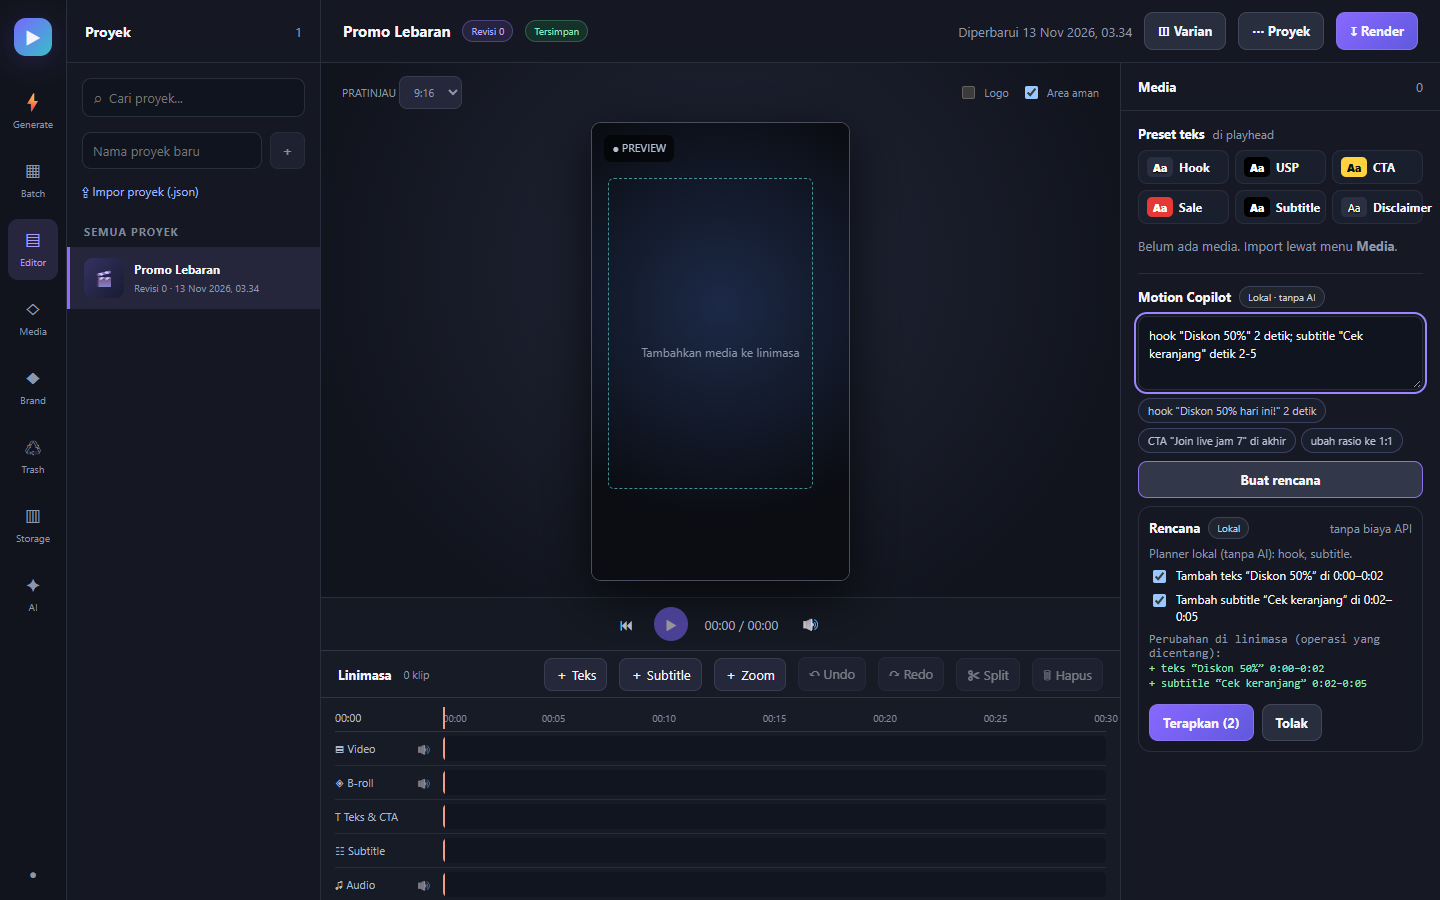 Generate
Batch
Editor
Media
Brand
Trash
Storage
AI
Proyek 1
Cari proyek...
Nama proyek baru +
Impor proyek (.json)
SEMUA PROYEK
Promo Lebaran
Revisi 0 · 13 Nov 2026, 03.34
Promo Lebaran Revisi 0 Tersimpan
Diperbarui 13 Nov 2026, 03.34 Varian ··· Proyek Render
PRATINJAU 9:16 Logo Area aman
PREVIEW
Tambahkan media ke linimasa
00:00 / 00:00
Linimasa 0 klip + Teks + Subtitle + Zoom Undo Redo Split Hapus
00:00 00:00 00:05 00:10 00:15 00:20 00:25 00:30
Video
B-roll
T Teks & CTA
Subtitle
Audio
Media 0
Preset teks di playhead
Aa Hook Aa USP Aa CTA
Aa Sale Aa Subtitle Aa Disclaimer
Belum ada media. Import lewat menu Media.
Motion Copilot Lokal · tanpa AI
hook "Diskon 50%" 2 detik; subtitle "Cek
keranjang" detik 2-5
hook "Diskon 50% hari ini!" 2 detik
CTA "Join live jam 7" di akhir ubah rasio ke 1:1
Buat rencana
Rencana Lokal tanpa biaya API
Planner lokal (tanpa AI): hook, subtitle.
Tambah teks “Diskon 50%” di 0:00–0:02
Tambah subtitle “Cek keranjang” di 0:02–
0:05
Perubahan di linimasa (operasi yang
dicentang):
+ teks “Diskon 50%” 0:00–0:02
+ subtitle “Cek keranjang” 0:02–0:05
Terapkan (2) Tolak